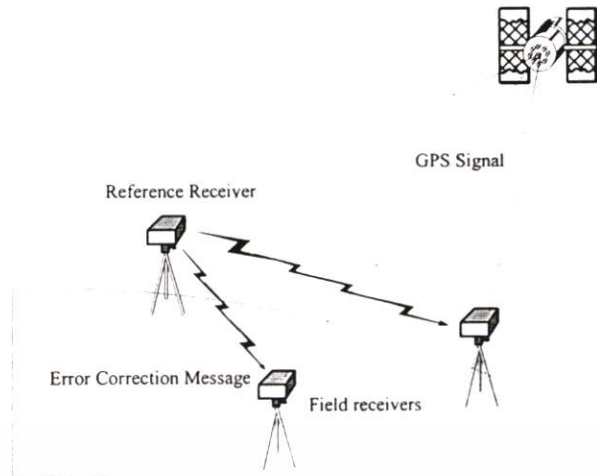 GPS Signal
Reference Receiver
Error Correction Message
Field receivers